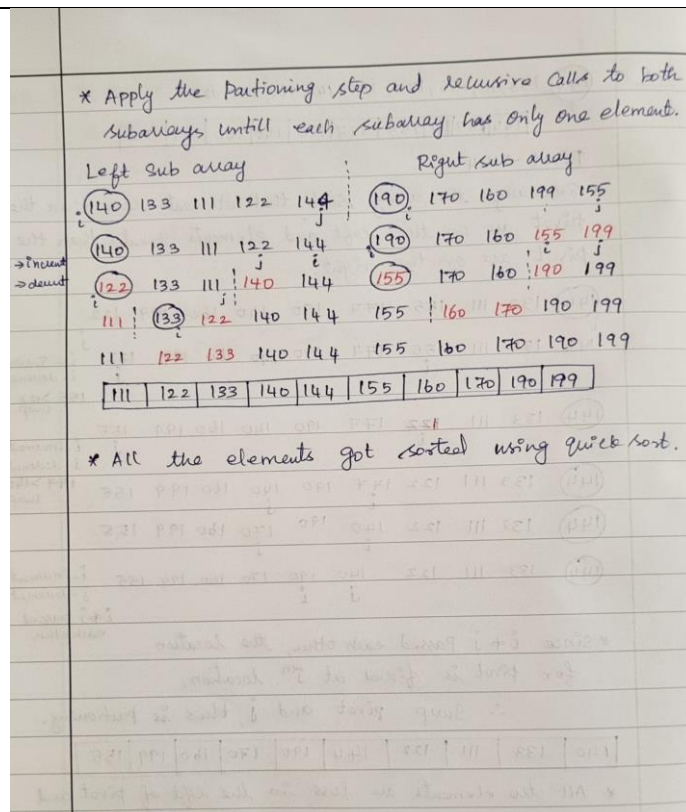 * Apply the Partioning step and recursive calls to both
subarrays untill each subarray has only one element.
Left Sub array Right sub array
140 133 111 122 144 190 170 160 199 155
i j i j
140 133 111 122 144 190 170 160 155 199
j i i j
→ incrent
→ decrnt
122 133 111 140 144 155 170 160 190 199
i j
111 133 122 140 144 155 160 170 190 199
111 122 133 140 144 155 160 170 190 199
111 122 133 140 144 155 160 170 190 199
* All the elements got sorted using quick sort.